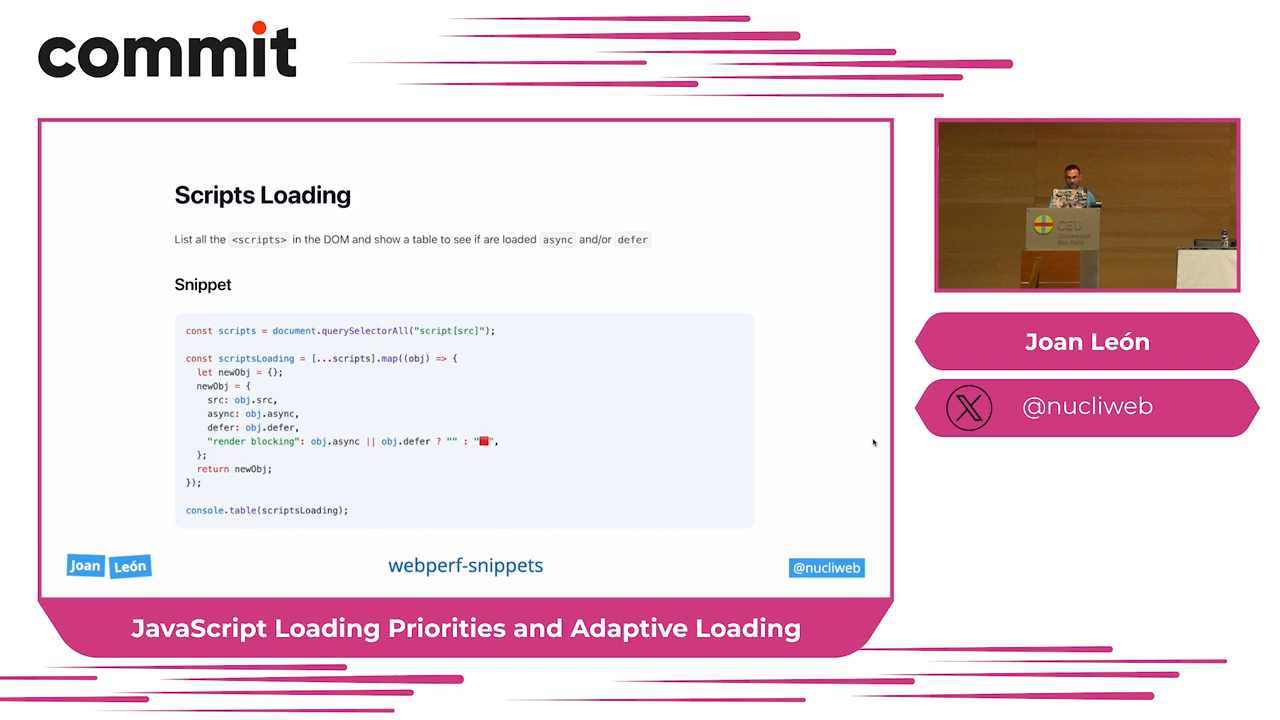 commit
Scripts Loading
List all the <scripts> in the DOM and show a table to see if are loaded async and/or defer
Snippet
const scripts = document.querySelectorAll("script[src]");
const scriptsLoading = [...scripts].map((obj) => {
let newObj = {};
newObj = {
src: obj.src,
async: obj.async,
defer: obj.defer,
"render blocking": obj.async || obj.defer ? "" : "🟥",
};
return newObj;
});
console.table(scriptsLoading);
Joan León
webperf-snippets
@nucliweb
JavaScript Loading Priorities and Adaptive Loading
CEU
Joan León
@nucliweb